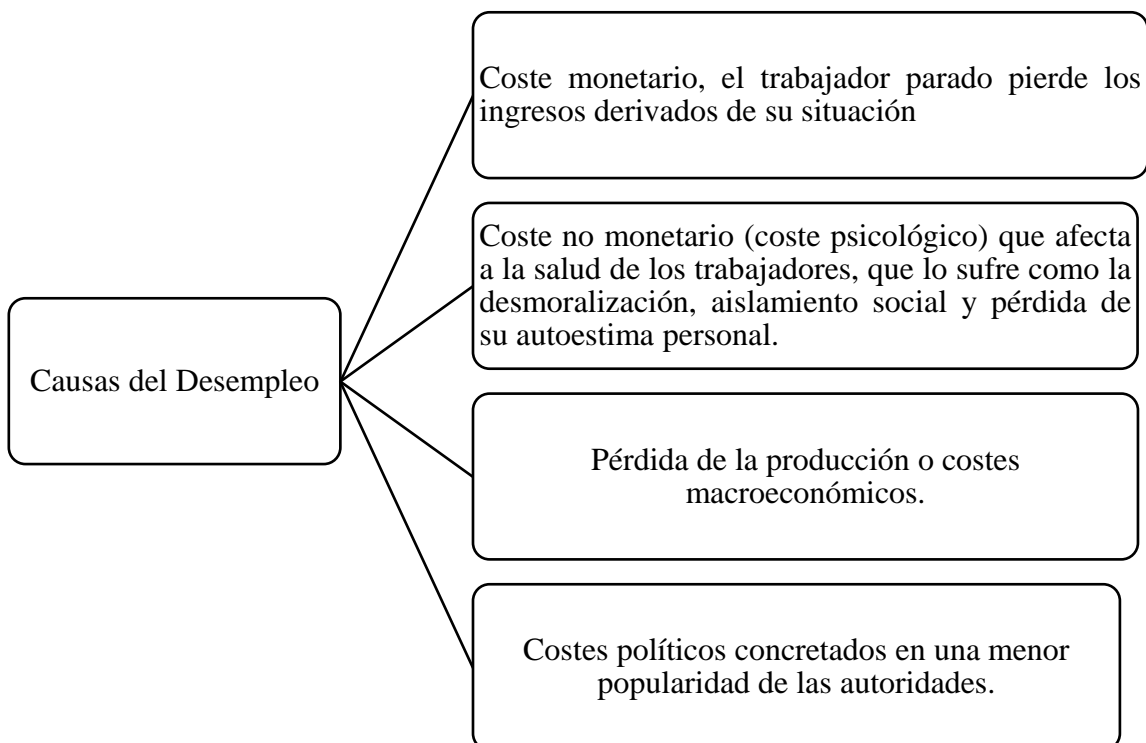 Coste monetario, el trabajador parado pierde los
ingresos derivados de su situación
Coste no monetario (coste psicológico) que afecta
a la salud de los trabajadores, que lo sufre como la
desmoralización, aislamiento social y pérdida de
su autoestima personal.
Causas del Desempleo
Pérdida de la producción o costes
macroeconómicos.
Costes políticos concretados en una menor
popularidad de las autoridades.